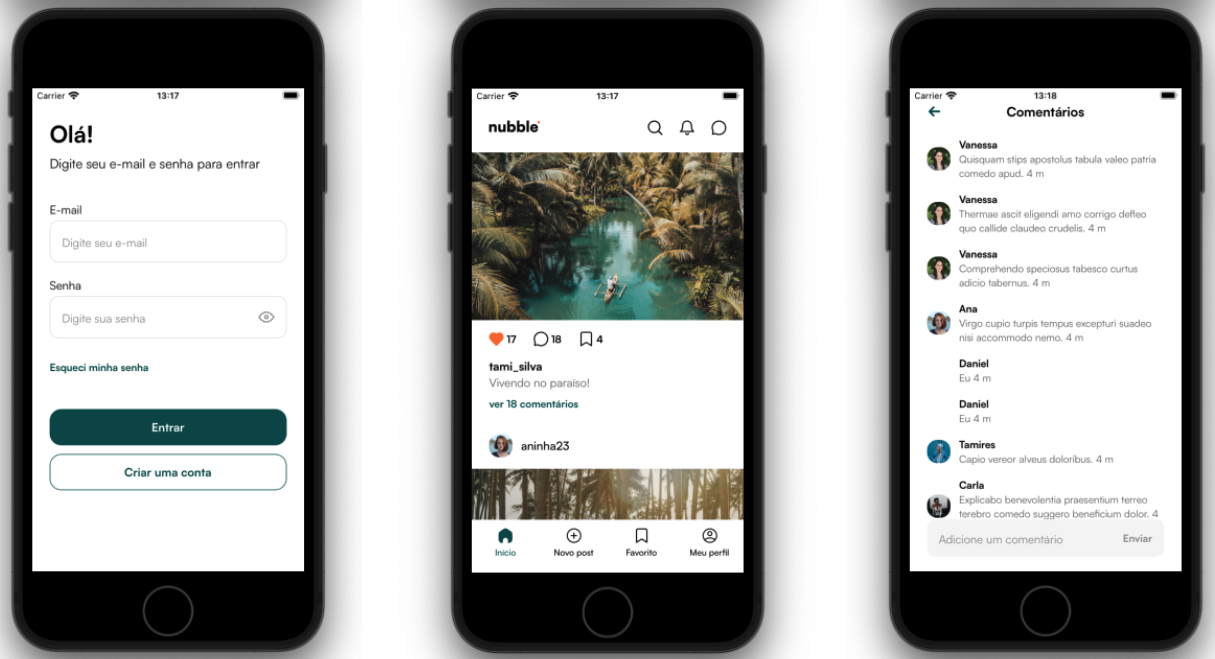 Carrier 13:17
Olá!
Digite seu e-mail e senha para entrar
E-mail
Digite seu e-mail
Senha
Digite sua senha
Esqueci minha senha
Entrar
Criar uma conta
Carrier 13:17
nubble
17 18 4
tami_silva
Vivendo no paraíso!
ver 18 comentários
aninha23
Início Novo post Favorito Meu perfil
Carrier 13:18
Comentários
Vanessa
Quisquam stips apostolus tabula valeo patria
comedo apud. 4 m
Vanessa
Thermae ascit eligendi amo corrigo defleo
quo callide claudeo crudelis. 4 m
Vanessa
Comprehendo speciosus tabesco curtus
adicio tabernus. 4 m
Ana
Virgo cupio turpis tempus excepturi suadeo
nisi accommodo nemo. 4 m
Daniel
Eu 4 m
Daniel
Eu 4 m
Tamires
Capio vereor alveus doloribus. 4 m
Carla
Explicabo benevolentia praesentium terreo
terebro comedo suggero beneficium dolor. 4
Adicione um comentário Enviar